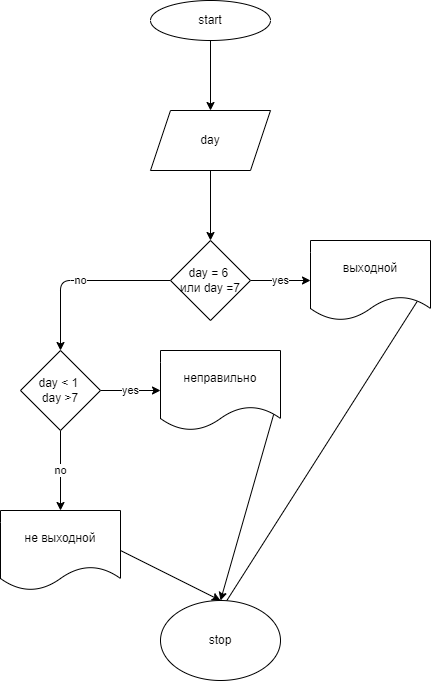 start
day
day = 6
или day =7
yes
выходной
no
day < 1
day >7
yes
неправильно
no
не выходной
stop